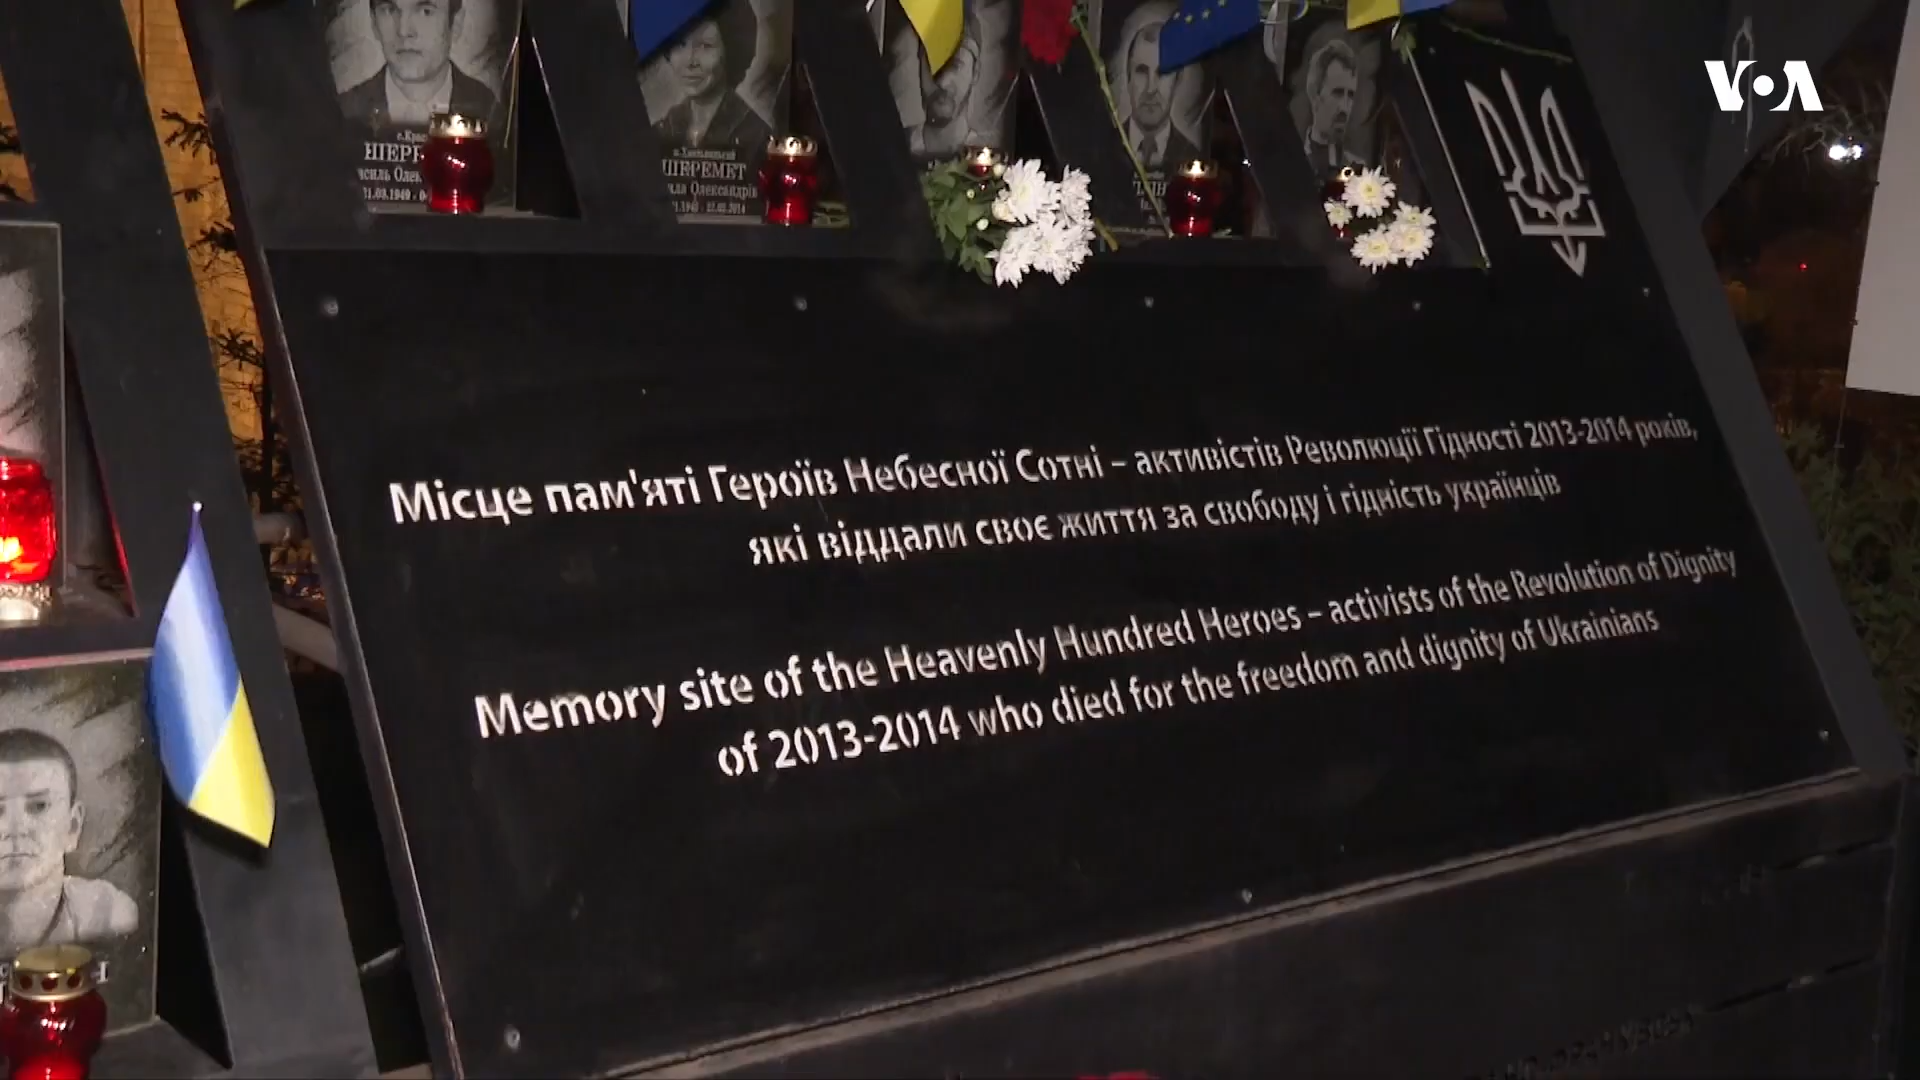 VOA
ШЕРЕМЕТ
Місце пам'яті Героїв Небесної Сотні – активістів Революції Гідності 2013-2014 років,
які віддали своє життя за свободу і гідність українців
Memory site of the Heavenly Hundred Heroes – activists of the Revolution of Dignity
of 2013-2014 who died for the freedom and dignity of Ukrainians